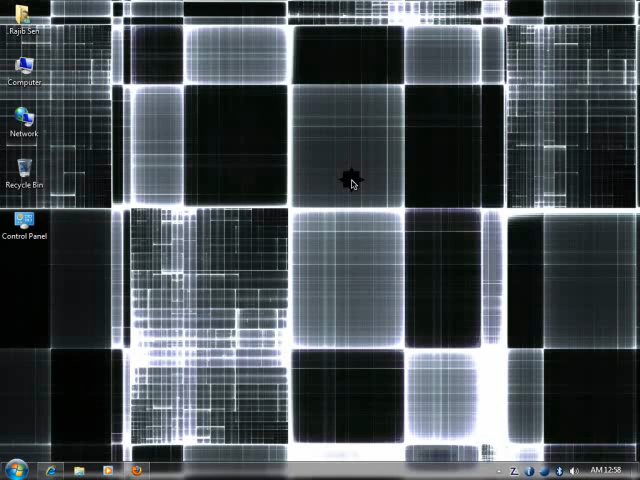 Rajib Sen
Computer
Network
Recycle Bin
Control Panel
AM 12:58